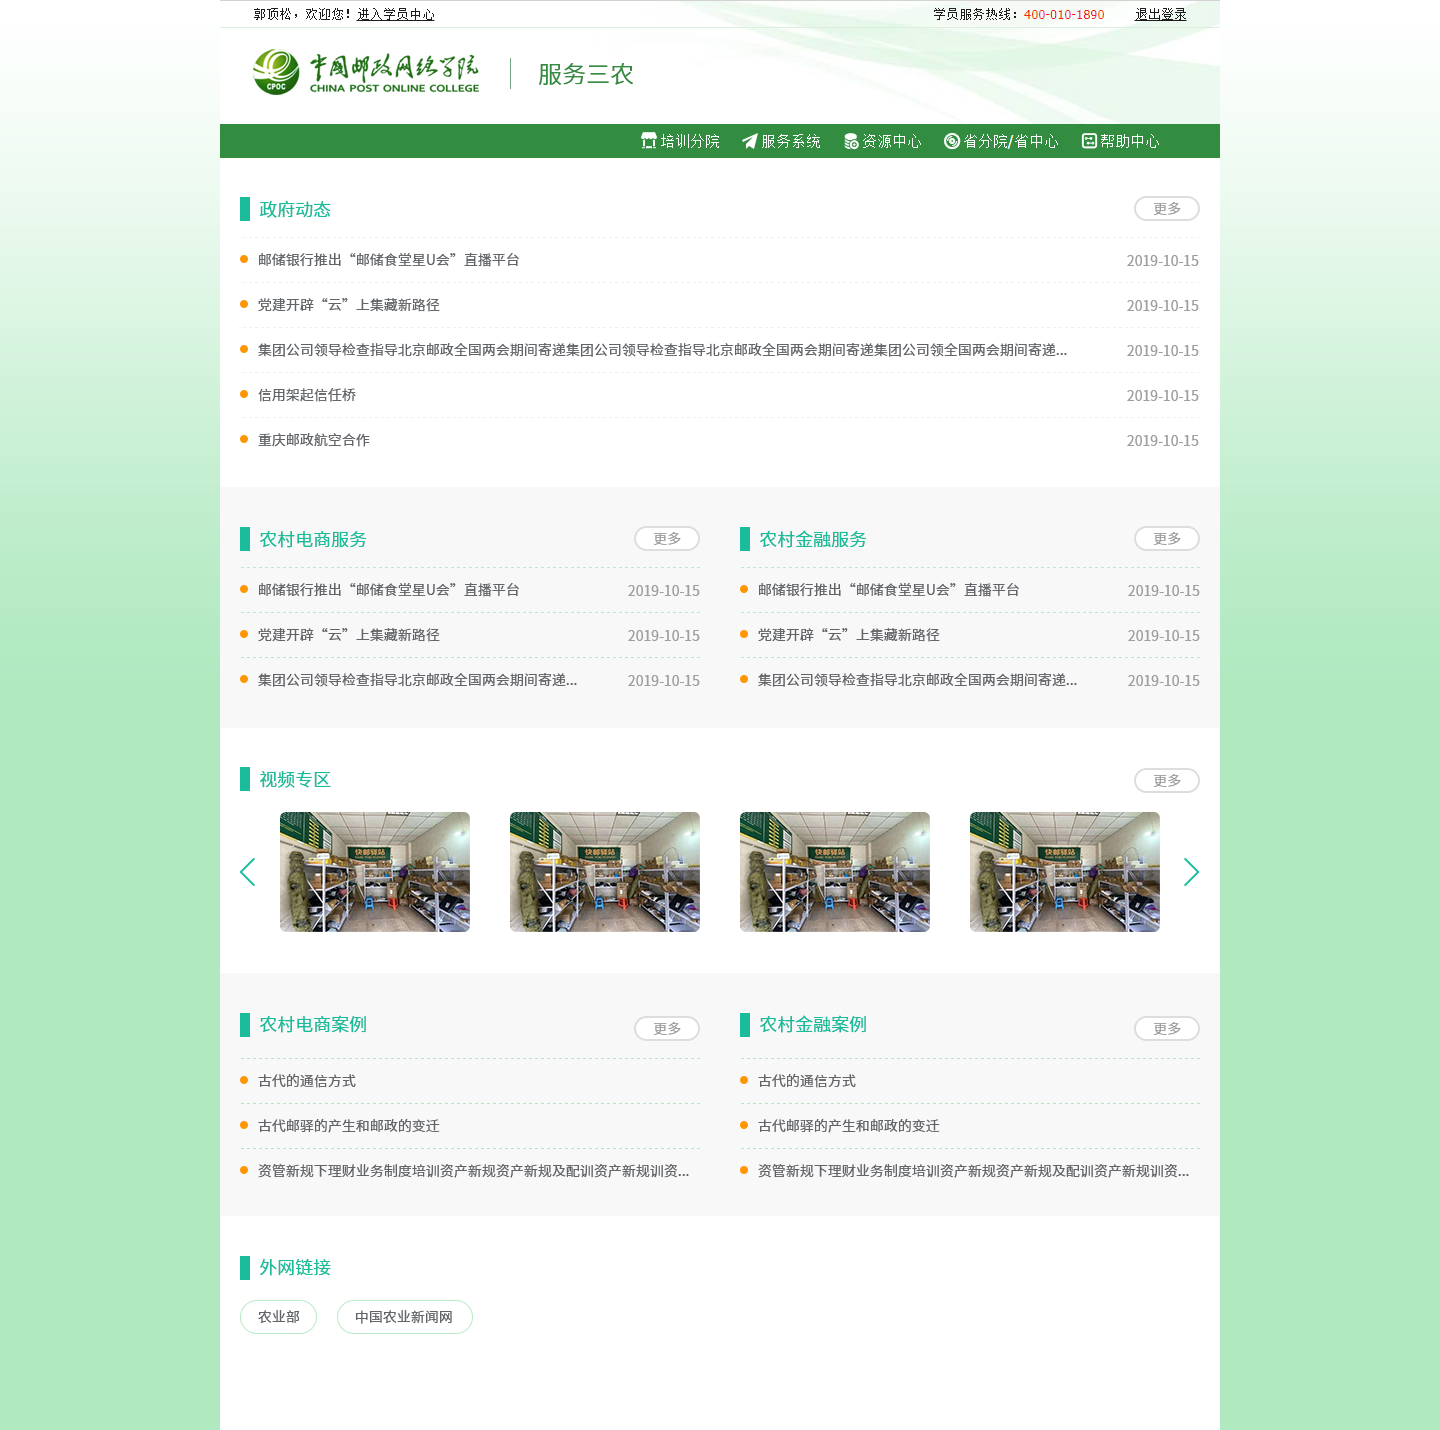 郭顶松，欢迎您！进入学员中心 学员服务热线：400-010-1890 退出登录
中国邮政网络学院 服务三农
CPOC CHINA POST ONLINE COLLEGE
培训分院 服务系统 资源中心 省分院/省中心 帮助中心
政府动态 更多
邮储银行推出“邮储食堂星U会”直播平台 2019-10-15
党建开辟“云”上集藏新路径 2019-10-15
集团公司领导检查指导北京邮政全国两会期间寄递集团公司领导检查指导北京邮政全国两会期间寄递集团公司领全国两会期间寄递... 2019-10-15
信用架起信任桥 2019-10-15
重庆邮政航空合作 2019-10-15
农村电商服务 更多
邮储银行推出“邮储食堂星U会”直播平台 2019-10-15
党建开辟“云”上集藏新路径 2019-10-15
集团公司领导检查指导北京邮政全国两会期间寄递... 2019-10-15
农村金融服务 更多
邮储银行推出“邮储食堂星U会”直播平台 2019-10-15
党建开辟“云”上集藏新路径 2019-10-15
集团公司领导检查指导北京邮政全国两会期间寄递... 2019-10-15
视频专区 更多
快邮驿站
快邮驿站
快邮驿站
快邮驿站
农村电商案例 更多
古代的通信方式
古代邮驿的产生和邮政的变迁
资管新规下理财业务制度培训资产新规资产新规及配训资产新规训资...
农村金融案例 更多
古代的通信方式
古代邮驿的产生和邮政的变迁
资管新规下理财业务制度培训资产新规资产新规及配训资产新规训资...
外网链接
农业部 中国农业新闻网